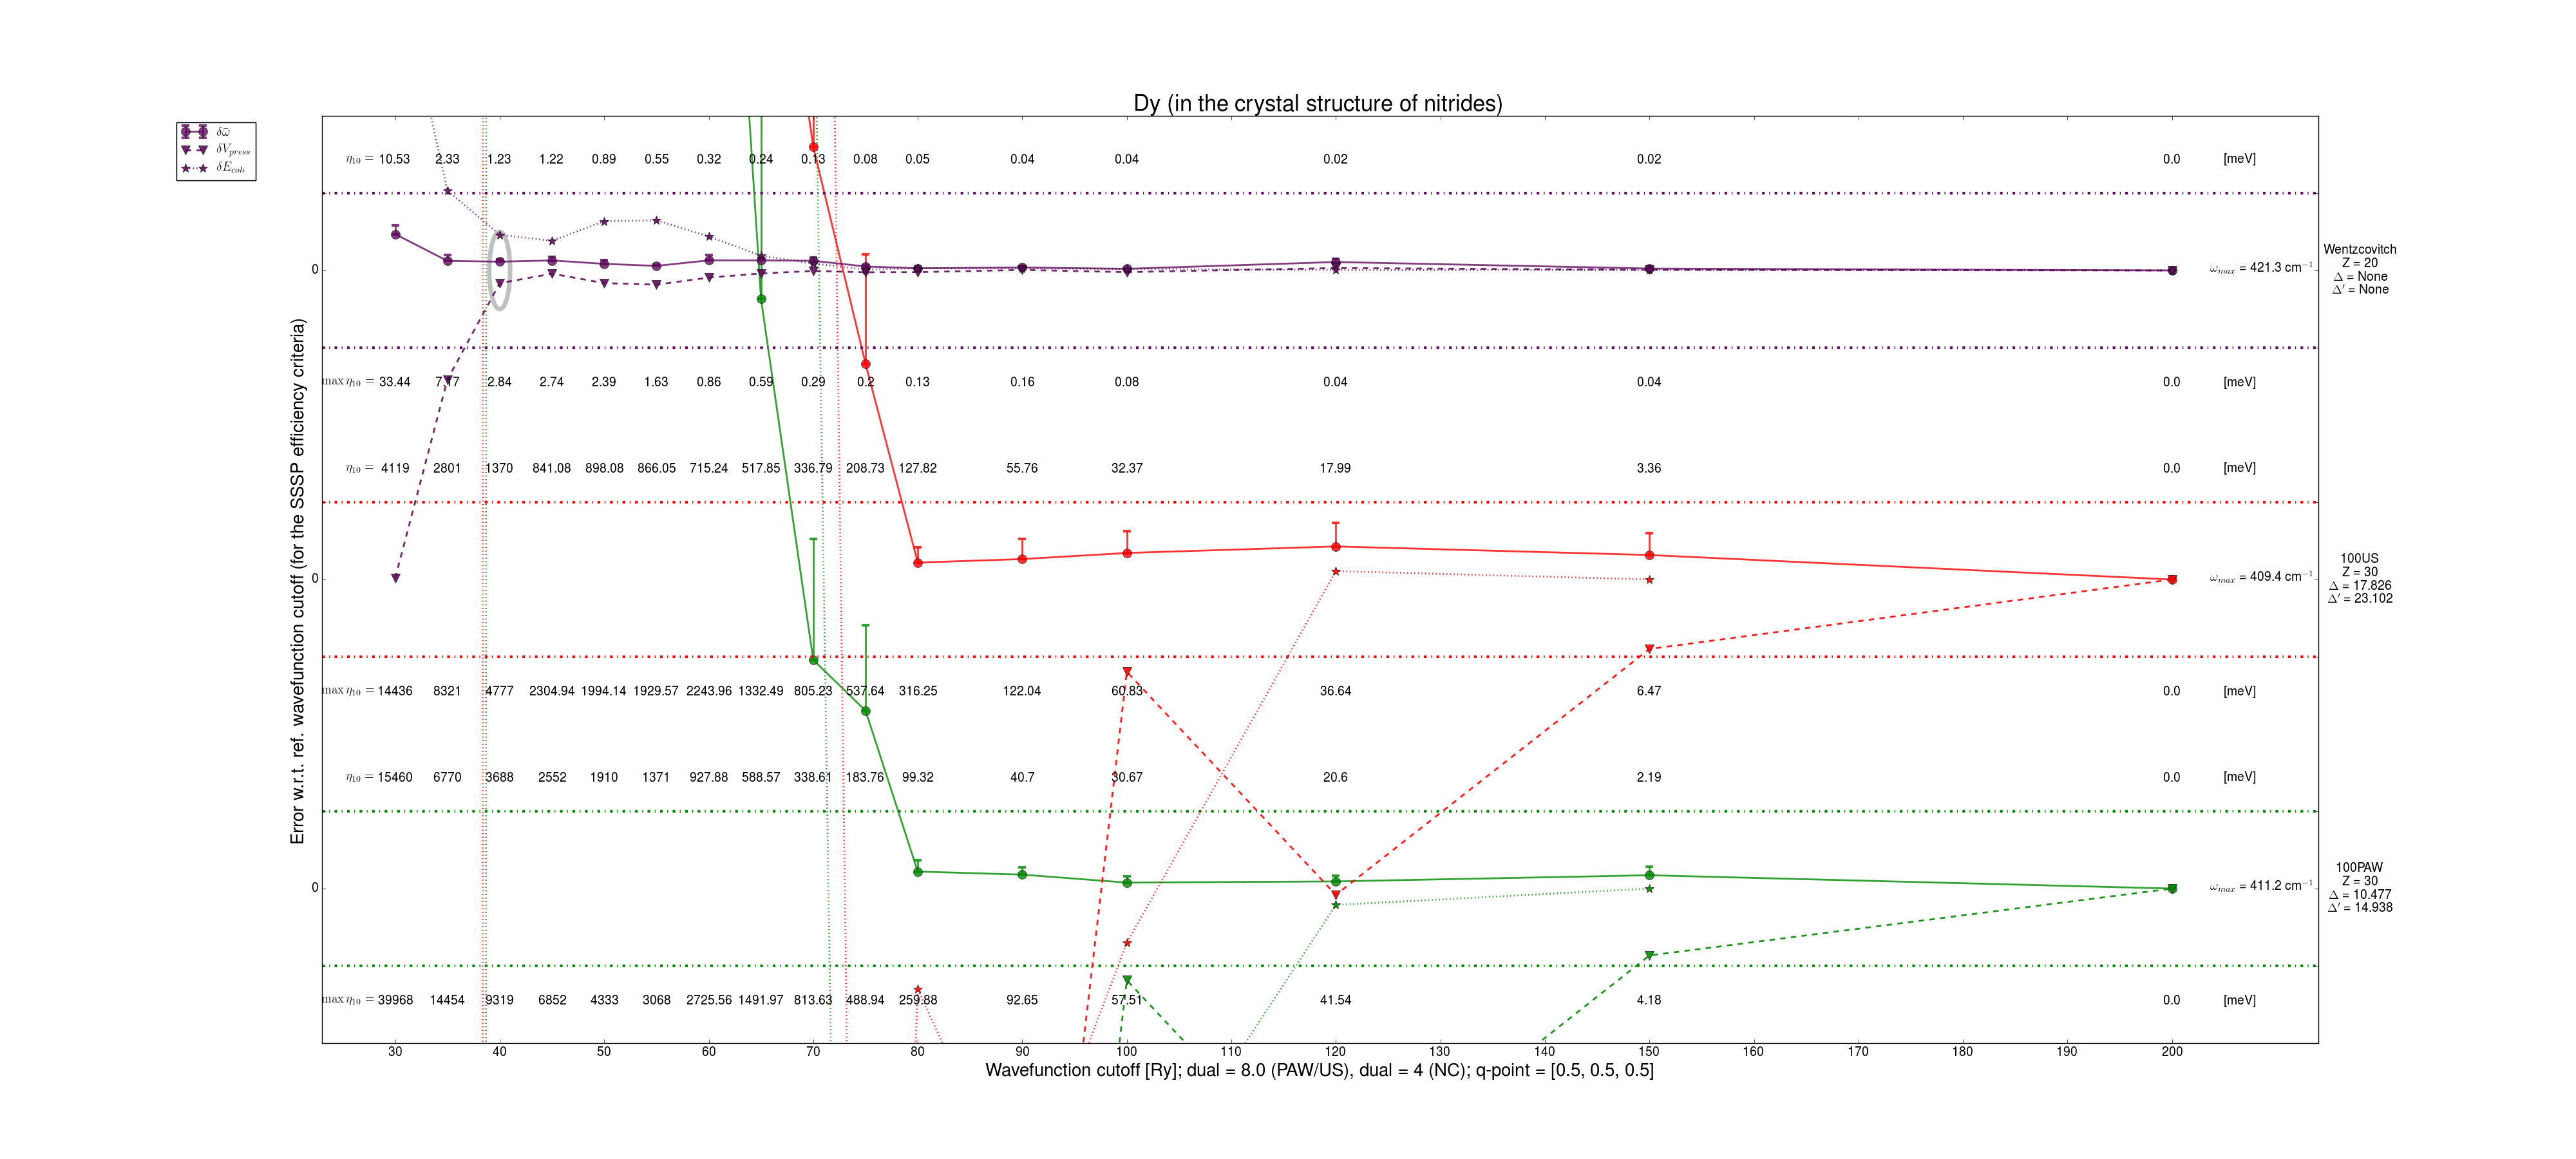 Dy (in the crystal structure of nitrides)
δω̄
δV_press
δE_coh
η₁₀ = 10.53 2.33 1.23 1.22 0.89 0.55 0.32 0.24 0.13 0.08 0.05 0.04 0.04 0.02 0.02 0.0 [meV]
0
ω_max = 421.3 cm⁻¹
Wentzcovitch
Z = 20
Δ = None
Δ′ = None
max η₁₀ = 33.44 7.17 2.84 2.74 2.39 1.63 0.86 0.59 0.29 0.2 0.13 0.16 0.08 0.04 0.04 0.0 [meV]
η₁₀ = 4119 2801 1370 841.08 898.08 866.05 715.24 517.85 336.79 208.73 127.82 55.76 32.37 17.99 3.36 0.0 [meV]
0
ω_max = 409.4 cm⁻¹
100US
Z = 30
Δ = 17.826
Δ′ = 23.102
max η₁₀ = 14436 8321 4777 2304.94 1994.14 1929.57 2243.96 1332.49 805.23 537.64 316.25 122.04 60.83 36.64 6.47 0.0 [meV]
η₁₀ = 15460 6770 3688 2552 1910 1371 927.88 588.57 338.61 183.76 99.32 40.7 30.67 20.6 2.19 0.0 [meV]
0
ω_max = 411.2 cm⁻¹
100PAW
Z = 30
Δ = 10.477
Δ′ = 14.938
max η₁₀ = 39968 14454 9319 6852 4333 3068 2725.56 1491.97 813.63 488.94 259.88 92.65 57.51 41.54 4.18 0.0 [meV]
30 40 50 60 70 80 90 100 110 120 130 140 150 160 170 180 190 200
Wavefunction cutoff [Ry]; dual = 8.0 (PAW/US), dual = 4 (NC); q-point = [0.5, 0.5, 0.5]
Error w.r.t. ref. wavefunction cutoff (for the SSSP efficiency criteria)